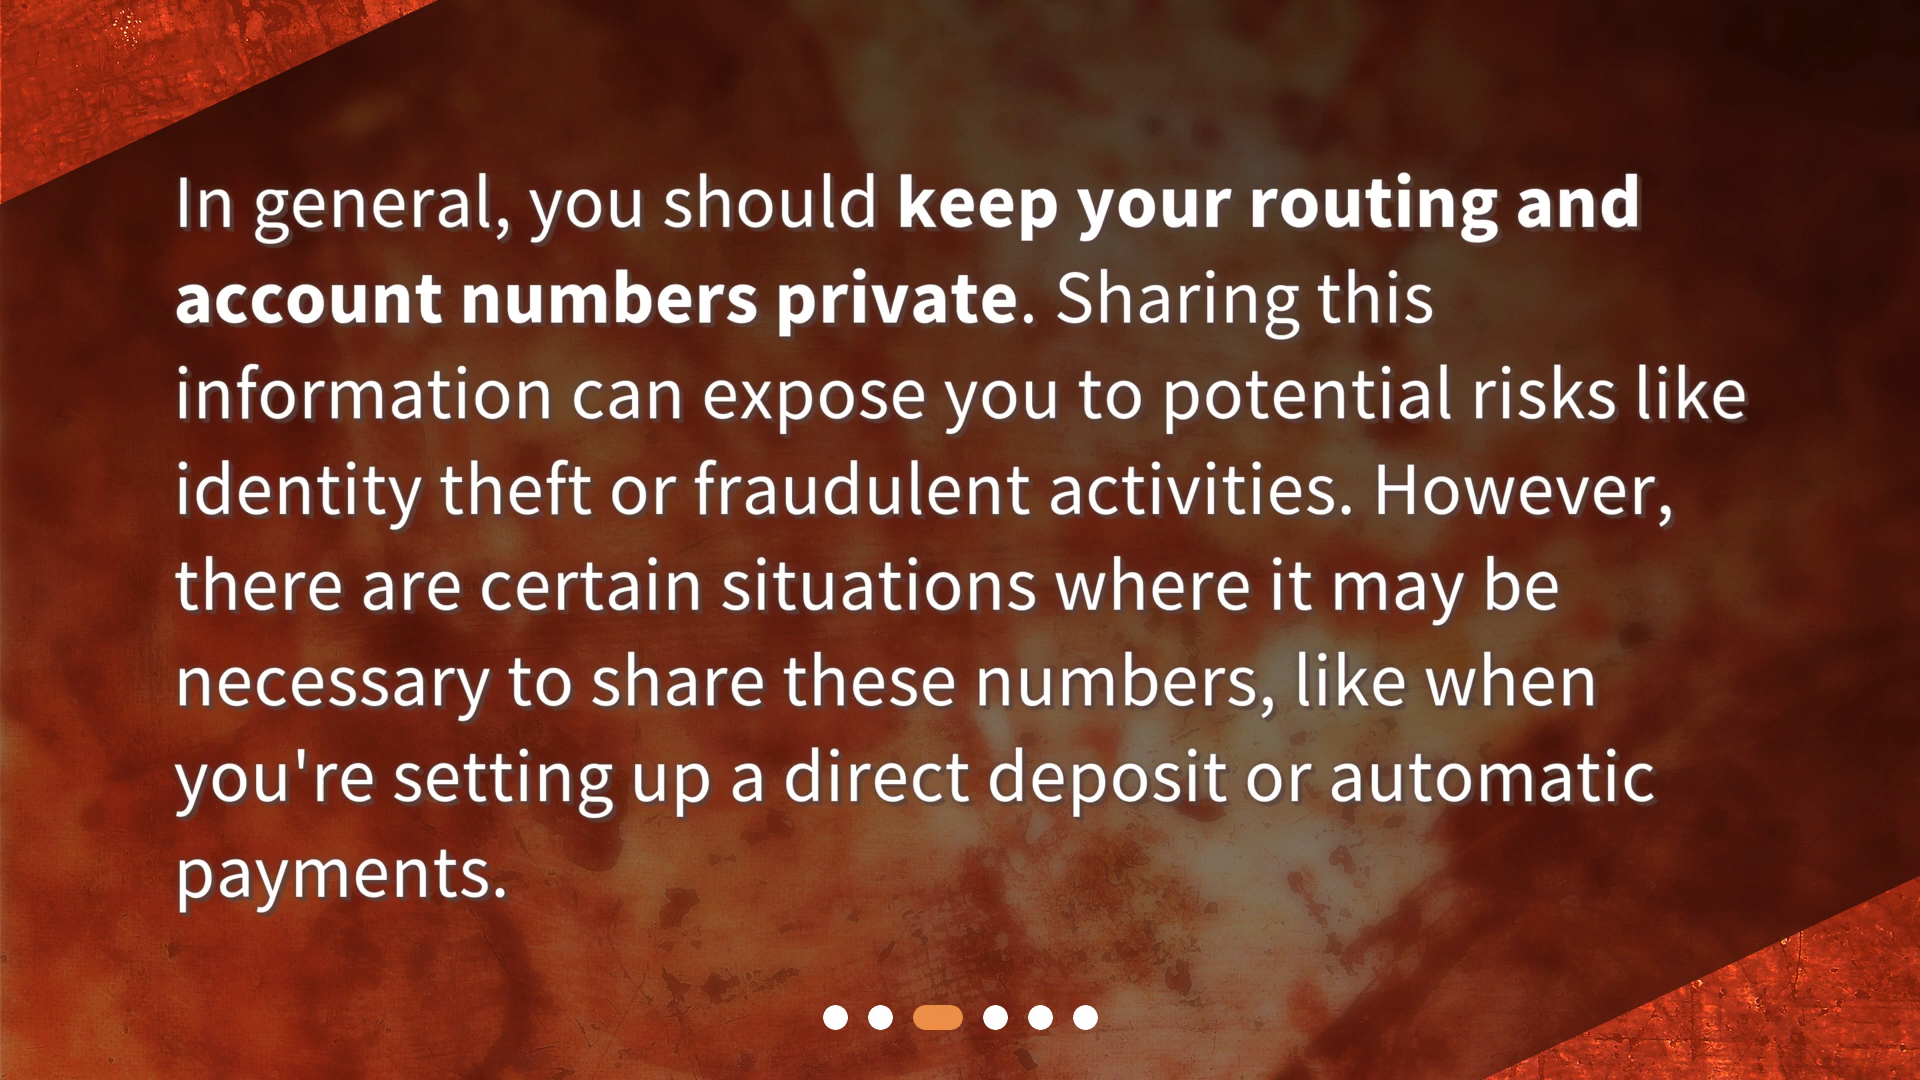 In general, you should keep your routing and
account numbers private. Sharing this
information can expose you to potential risks like
identity theft or fraudulent activities. However,
there are certain situations where it may be
necessary to share these numbers, like when
you're setting up a direct deposit or automatic
payments.